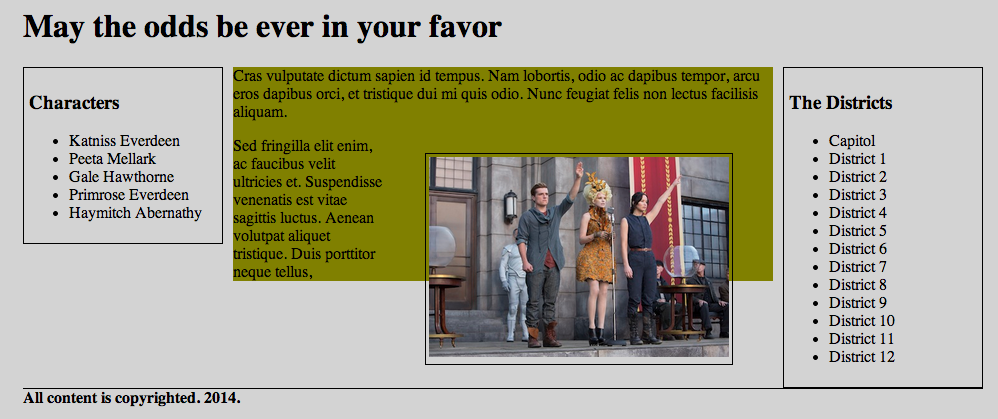 May the odds be ever in your favor
Characters
Katniss Everdeen
Peeta Mellark
Gale Hawthorne
Primrose Everdeen
Haymitch Abernathy
Cras vulputate dictum sapien id tempus. Nam lobortis, odio ac dapibus tempor, arcu
eros dapibus orci, et tristique dui mi quis odio. Nunc feugiat felis non lectus facilisis
aliquam.
Sed fringilla elit enim,
ac faucibus velit
ultricies et. Suspendisse
venenatis est vitae
sagittis luctus. Aenean
volutpat aliquet
tristique. Duis porttitor
neque tellus,
The Districts
Capitol
District 1
District 2
District 3
District 4
District 5
District 6
District 7
District 8
District 9
District 10
District 11
District 12
All content is copyrighted. 2014.